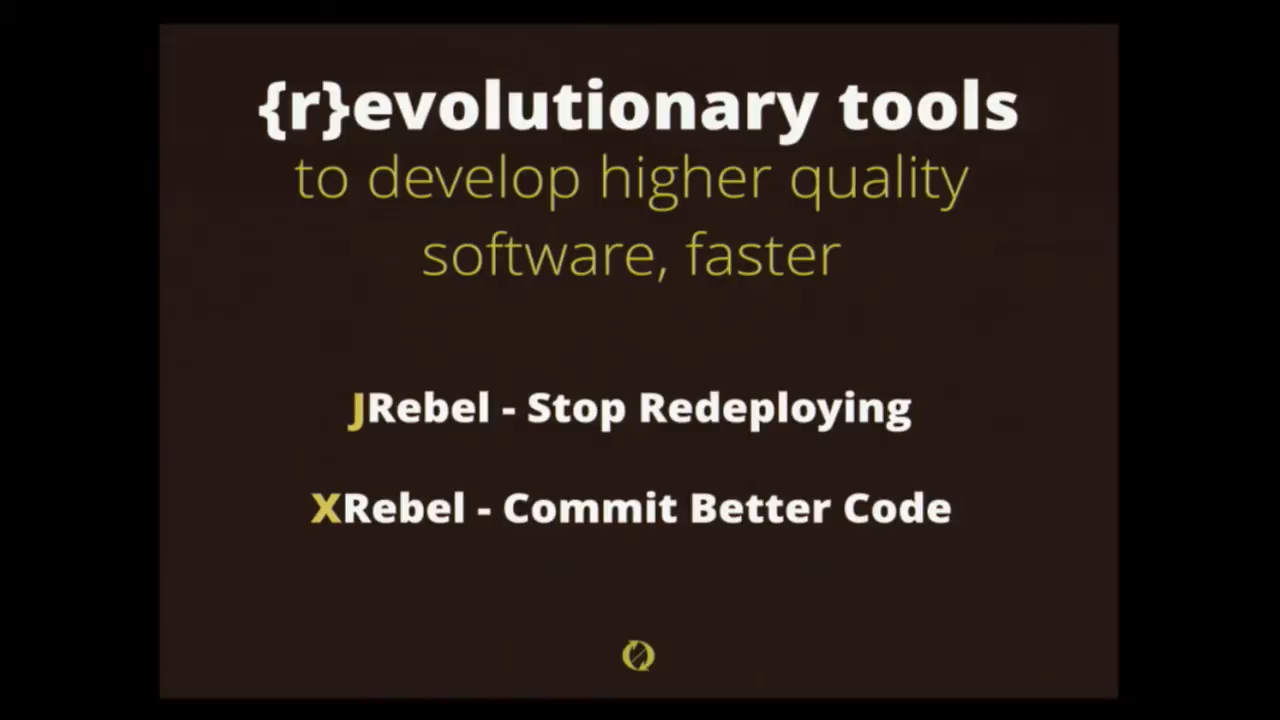 {r}evolutionary tools
to develop higher quality
software, faster
JRebel - Stop Redeploying
XRebel - Commit Better Code